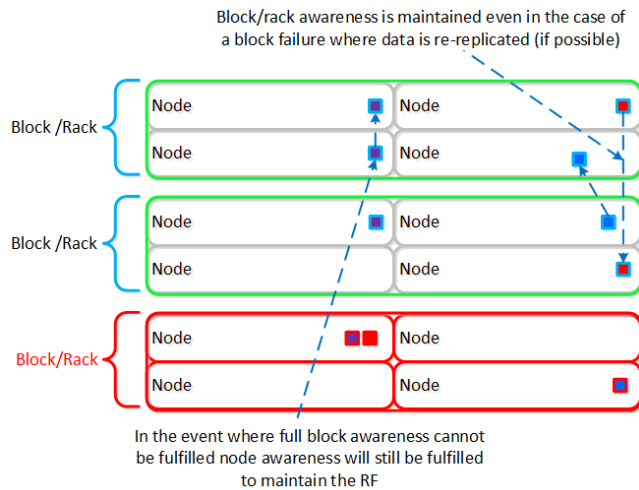 Block/rack awareness is maintained even in the case of
a block failure where data is re-replicated (if possible)
Node
Node
Block /Rack
Node
Node
Node
Node
Block /Rack
Node
Node
Node
Node
Block/Rack
Node
Node
In the event where full block awareness cannot
be fulfilled node awareness will still be fulfilled
to maintain the RF